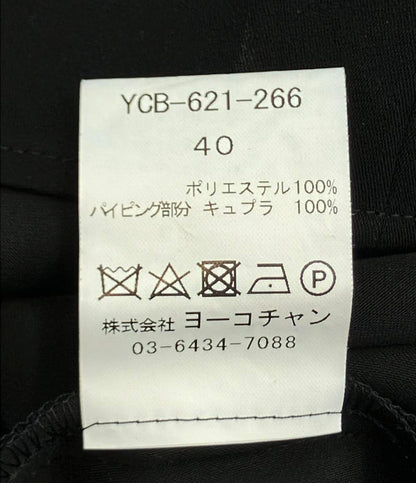 YCB-621-266
40
ポリエステル100%
パイピング部分 キュプラ 100%
P
株式会社 ヨーコチャン
03-6434-7088